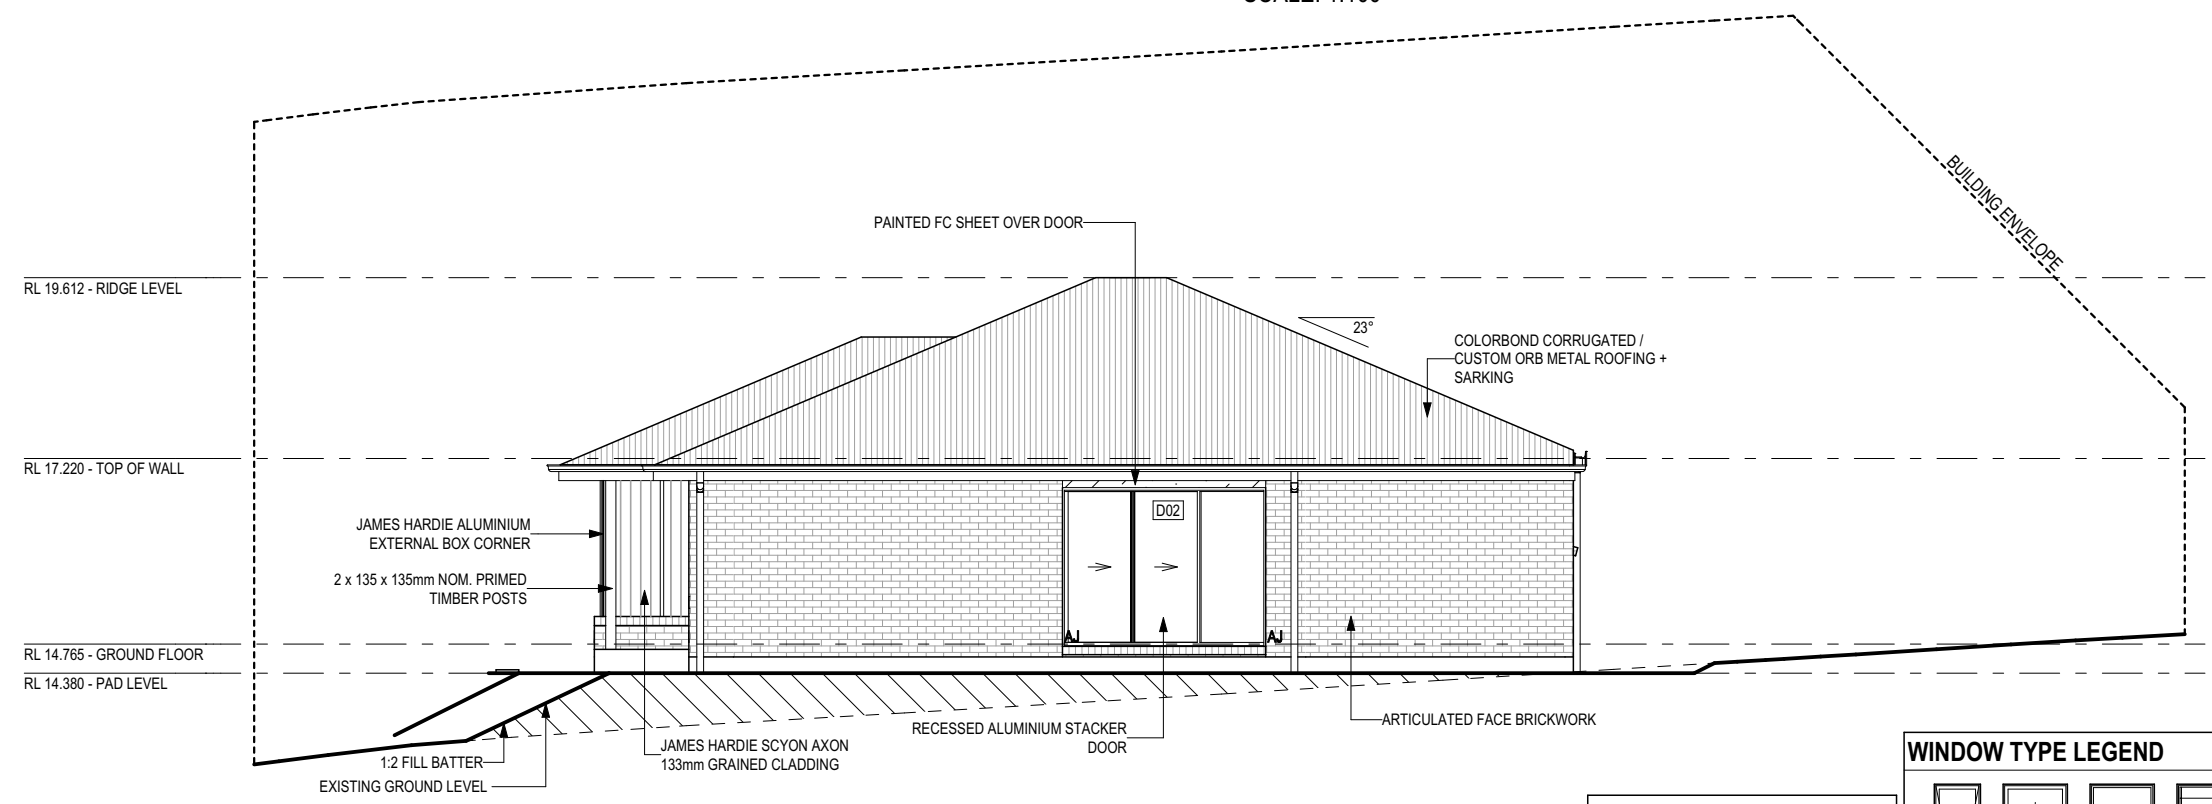 BUILDING ENVELOPE
PAINTED FC SHEET OVER DOOR
RL 19.612 - RIDGE LEVEL
23°
COLORBOND CORRUGATED /
CUSTOM ORB METAL ROOFING +
SARKING
RL 17.220 - TOP OF WALL
D02
JAMES HARDIE ALUMINIUM
EXTERNAL BOX CORNER
2 x 135 x 135mm NOM. PRIMED
TIMBER POSTS
AJ
AJ
RL 14.765 - GROUND FLOOR
RL 14.380 - PAD LEVEL
ARTICULATED FACE BRICKWORK
RECESSED ALUMINIUM STACKER
DOOR
JAMES HARDIE SCYON AXON
133mm GRAINED CLADDING
1:2 FILL BATTER
EXISTING GROUND LEVEL
WINDOW TYPE LEGEND